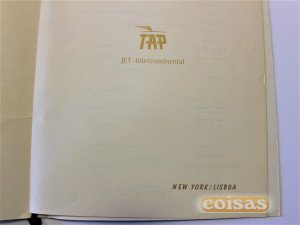 TAP
JET-Intercontinental
NEW YORK/LISBOA
coisas